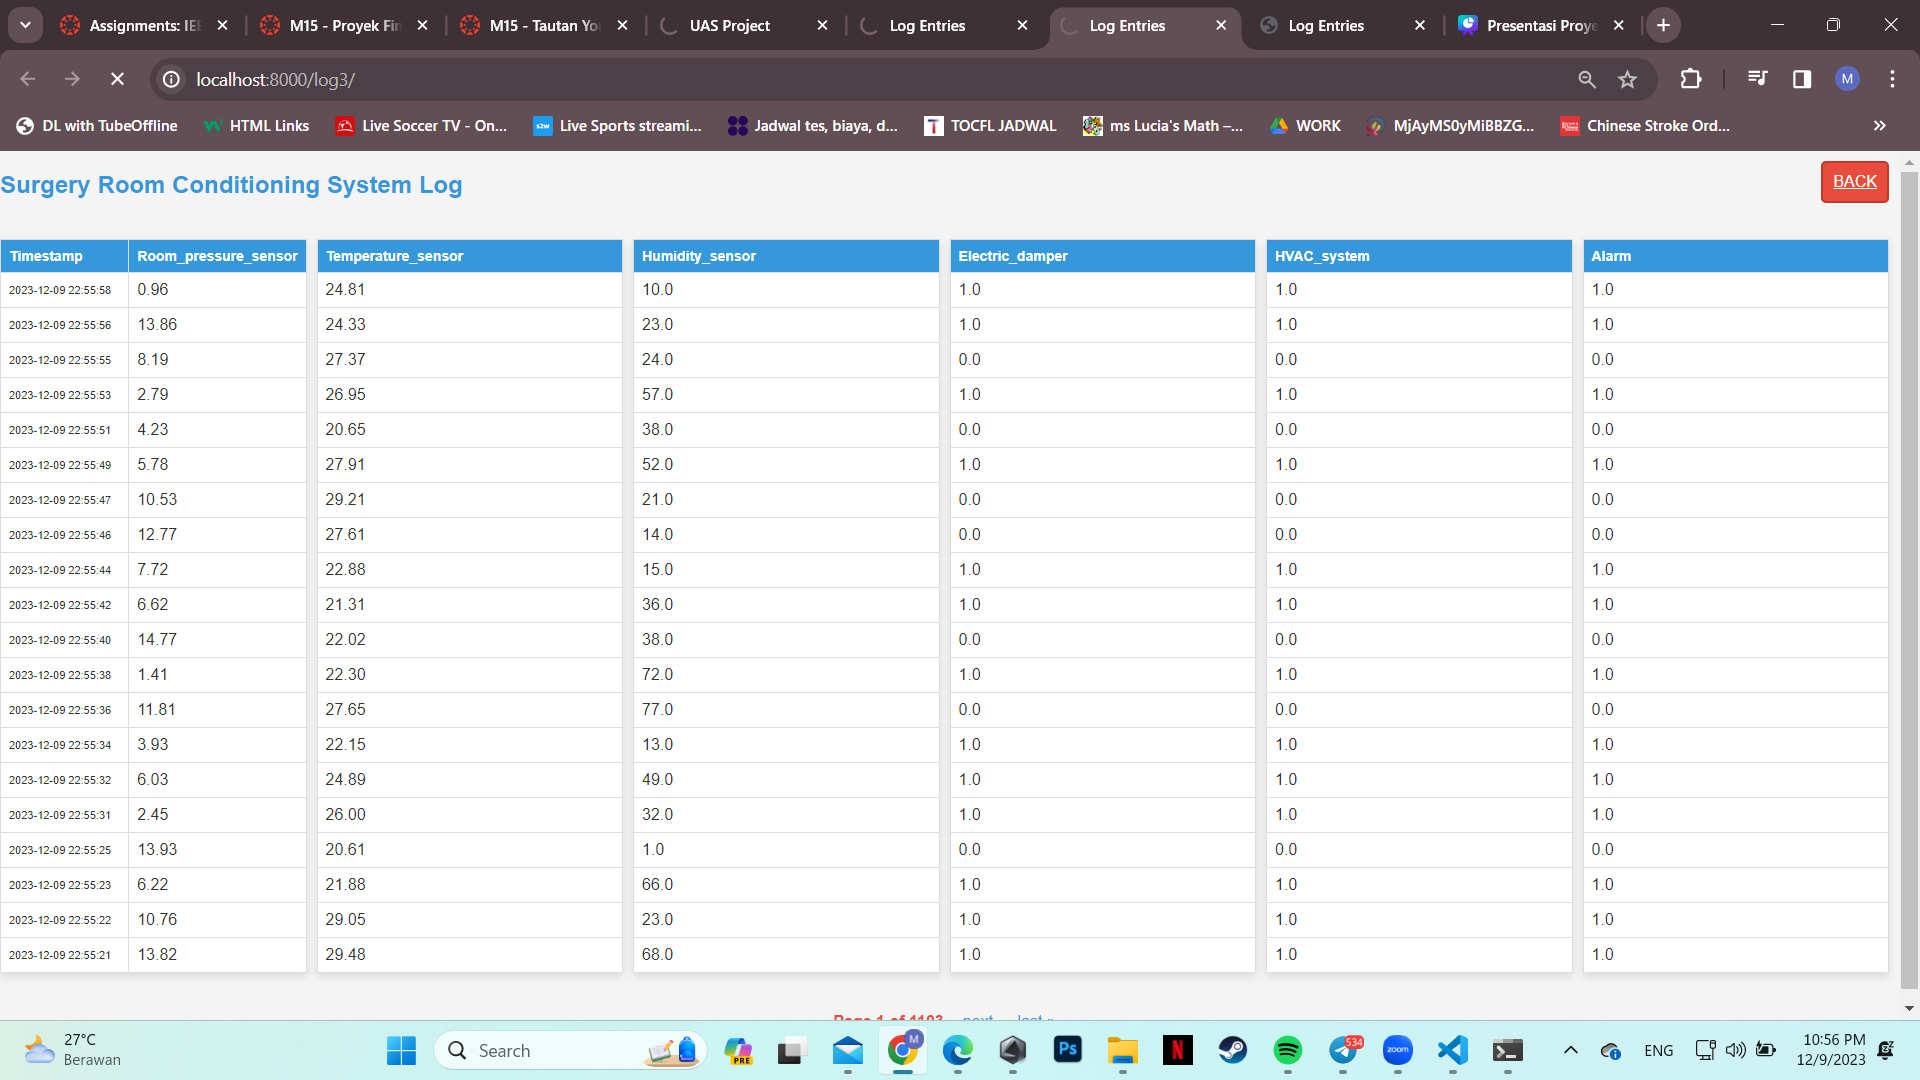 Assignments: IEE
M15 - Proyek Fin
M15 - Tautan You
UAS Project
Log Entries
Log Entries
Log Entries
Presentasi Proye
localhost:8000/log3/
M
DL with TubeOffline
HTML Links
Live Soccer TV - On...
Live Sports streami...
Jadwal tes, biaya, d...
TOCFL JADWAL
ms Lucia's Math –...
WORK
MjAyMS0yMiBBZG...
Chinese Stroke Ord...
Surgery Room Conditioning System Log
BACK
Timestamp Room_pressure_sensor Temperature_sensor Humidity_sensor Electric_damper HVAC_system Alarm
2023-12-09 22:55:58 0.96 24.81 10.0 1.0 1.0 1.0
2023-12-09 22:55:56 13.86 24.33 23.0 1.0 1.0 1.0
2023-12-09 22:55:55 8.19 27.37 24.0 0.0 0.0 0.0
2023-12-09 22:55:53 2.79 26.95 57.0 1.0 1.0 1.0
2023-12-09 22:55:51 4.23 20.65 38.0 0.0 0.0 0.0
2023-12-09 22:55:49 5.78 27.91 52.0 1.0 1.0 1.0
2023-12-09 22:55:47 10.53 29.21 21.0 0.0 0.0 0.0
2023-12-09 22:55:46 12.77 27.61 14.0 0.0 0.0 0.0
2023-12-09 22:55:44 7.72 22.88 15.0 1.0 1.0 1.0
2023-12-09 22:55:42 6.62 21.31 36.0 1.0 1.0 1.0
2023-12-09 22:55:40 14.77 22.02 38.0 0.0 0.0 0.0
2023-12-09 22:55:38 1.41 22.30 72.0 1.0 1.0 1.0
2023-12-09 22:55:36 11.81 27.65 77.0 0.0 0.0 0.0
2023-12-09 22:55:34 3.93 22.15 13.0 1.0 1.0 1.0
2023-12-09 22:55:32 6.03 24.89 49.0 1.0 1.0 1.0
2023-12-09 22:55:31 2.45 26.00 32.0 1.0 1.0 1.0
2023-12-09 22:55:25 13.93 20.61 1.0 0.0 0.0 0.0
2023-12-09 22:55:23 6.22 21.88 66.0 1.0 1.0 1.0
2023-12-09 22:55:22 10.76 29.05 23.0 1.0 1.0 1.0
2023-12-09 22:55:21 13.82 29.48 68.0 1.0 1.0 1.0
Page 1 of 1103 next last »
27°C
Berawan
Search
PRE
M
Ps
N
534
zoom
ENG
10:56 PM
12/9/2023